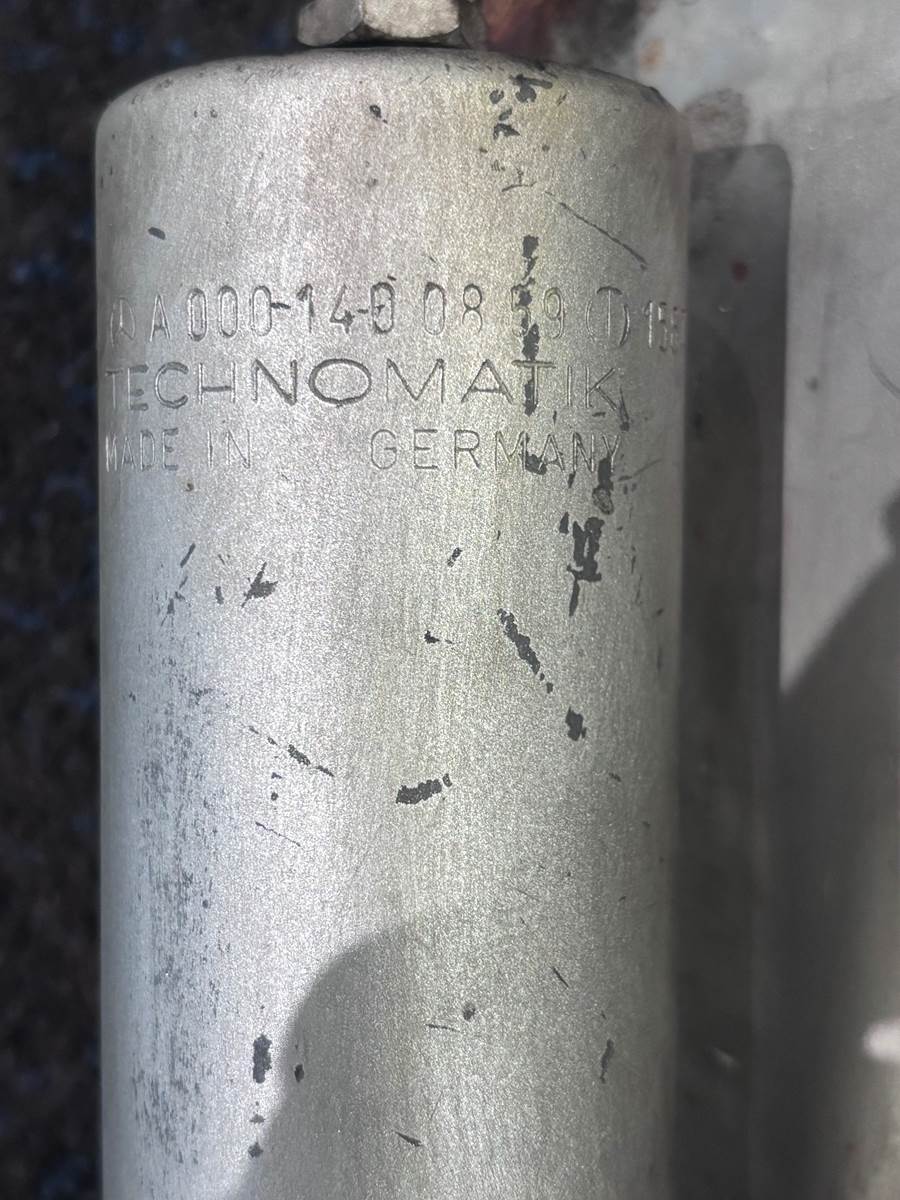 A 000-140 08 59 (T)
TECHNOMATIK
MADE IN GERMANY